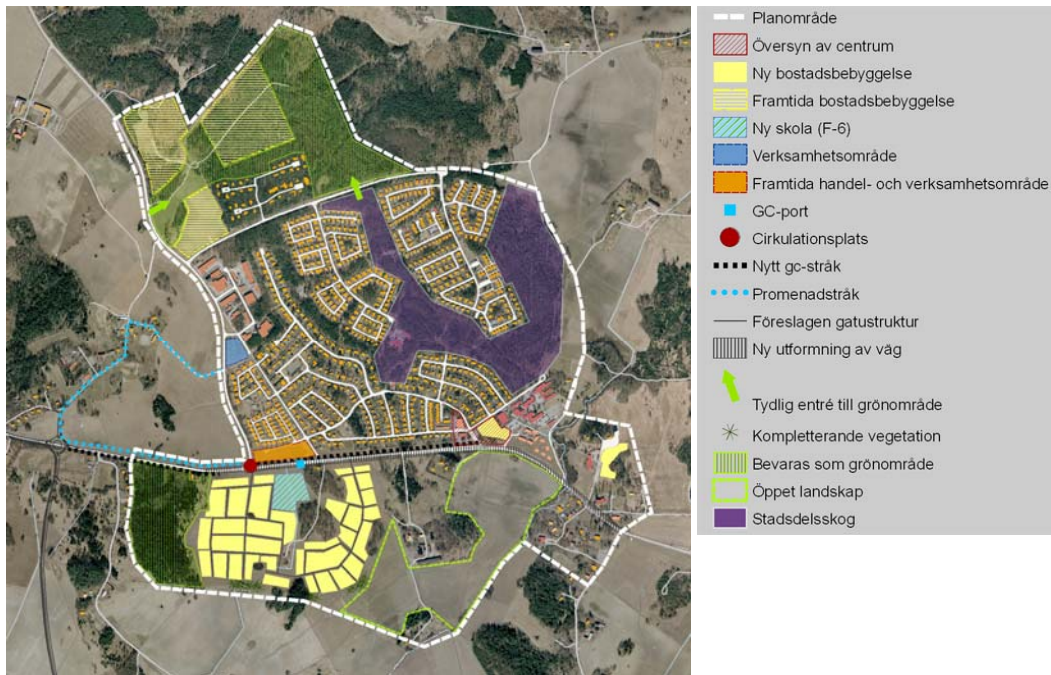 Planområde
Översyn av centrum
Ny bostadsbebyggelse
Framtida bostadsbebyggelse
Ny skola (F-6)
Verksamhetsområde
Framtida handel- och verksamhetsområde
GC-port
Cirkulationsplats
Nytt gc-stråk
Promenadstråk
Föreslagen gatustruktur
Ny utformning av väg
Tydlig entré till grönområde
Kompletterande vegetation
Bevaras som grönområde
Öppet landskap
Stadsdelsskog